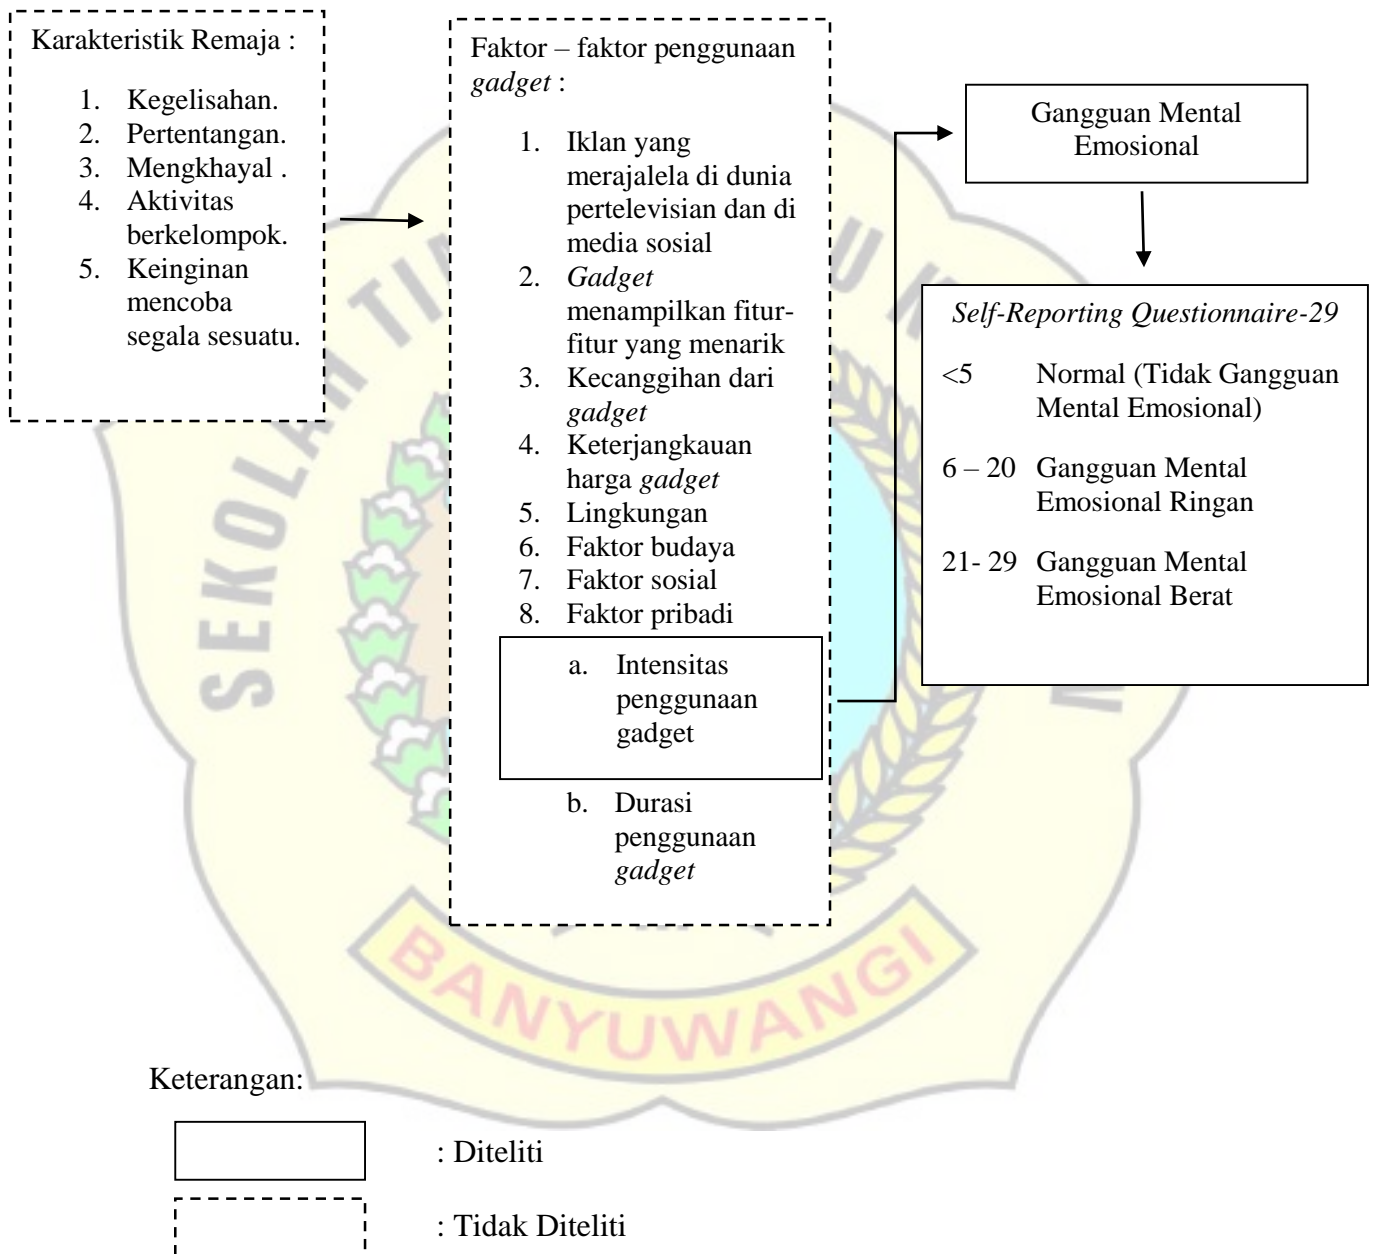 Karakteristik Remaja :
1. Kegelisahan.
2. Pertentangan.
3. Mengkhayal .
4. Aktivitas
berkelompok.
5. Keinginan
mencoba
segala sesuatu.
Faktor – faktor penggunaan
gadget :
1. Iklan yang
merajalela di dunia
pertelevisian dan di
media sosial
2. Gadget
menampilkan fitur-
fitur yang menarik
3. Kecanggihan dari
gadget
4. Keterjangkauan
harga gadget
5. Lingkungan
6. Faktor budaya
7. Faktor sosial
8. Faktor pribadi
a. Intensitas
penggunaan
gadget
b. Durasi
penggunaan
gadget
Gangguan Mental
Emosional
Self-Reporting Questionnaire-29
<5 Normal (Tidak Gangguan
Mental Emosional)
6 – 20 Gangguan Mental
Emosional Ringan
21- 29 Gangguan Mental
Emosional Berat
SEKOLAH
BANYUWANGI
Keterangan:
: Diteliti
: Tidak Diteliti